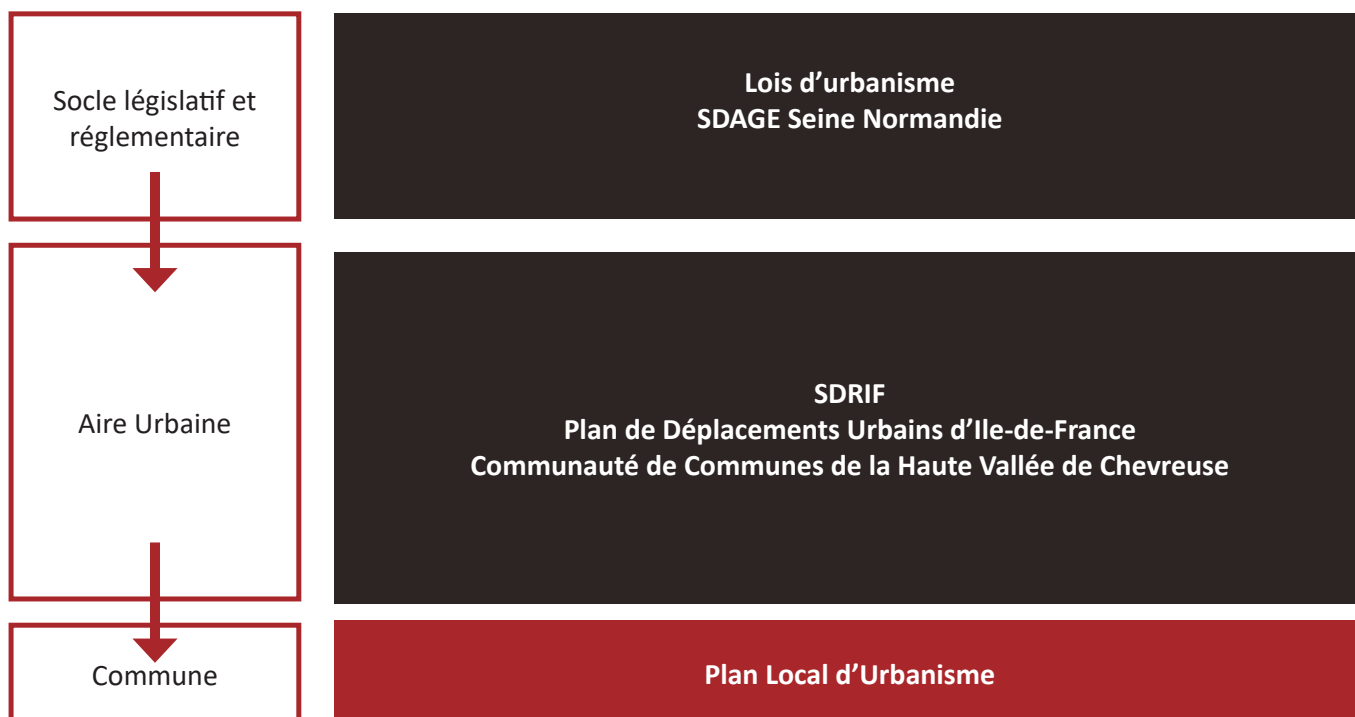 Socle législatif et
réglementaire
Lois d’urbanisme
SDAGE Seine Normandie
Aire Urbaine
SDRIF
Plan de Déplacements Urbains d’Ile-de-France
Communauté de Communes de la Haute Vallée de Chevreuse
Commune
Plan Local d’Urbanisme